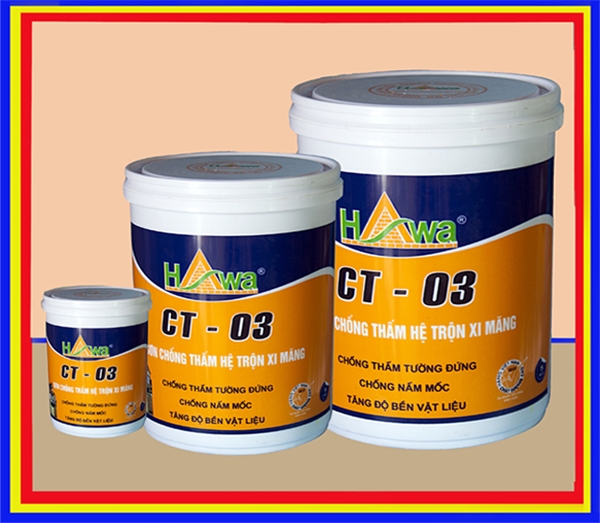 Hawa®
CT - 03
CHỐNG THẤM HỆ TRỘN XI MĂNG
CHỐNG THẤM TƯỜNG ĐỨNG
CHỐNG NẤM MỐC
TĂNG ĐỘ BỀN VẬT LIỆU
Hawa®
CT - 03
SƠN CHỐNG THẤM HỆ TRỘN XI MĂNG
CHỐNG THẤM TƯỜNG ĐỨNG
CHỐNG NẤM MỐC
TĂNG ĐỘ BỀN VẬT LIỆU
Hawa®
CT - 03
SƠN CHỐNG THẤM HỆ TRỘN XI MĂNG
CHỐNG THẤM TƯỜNG ĐỨNG
CHỐNG NẤM MỐC
TĂNG ĐỘ BỀN VẬT LIỆU